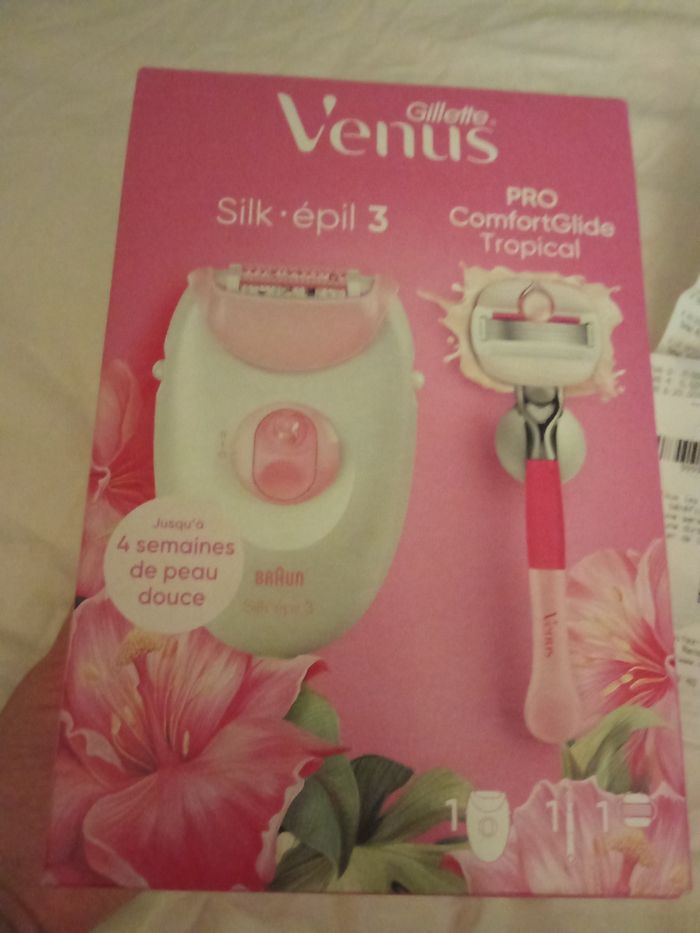 Gillette
Venus
Silk·épil 3
PRO
ComfortGlide
Tropical
Jusqu'à
4 semaines
de peau
douce
BRAUN
Silk·épil 3
Venus
1 1 1